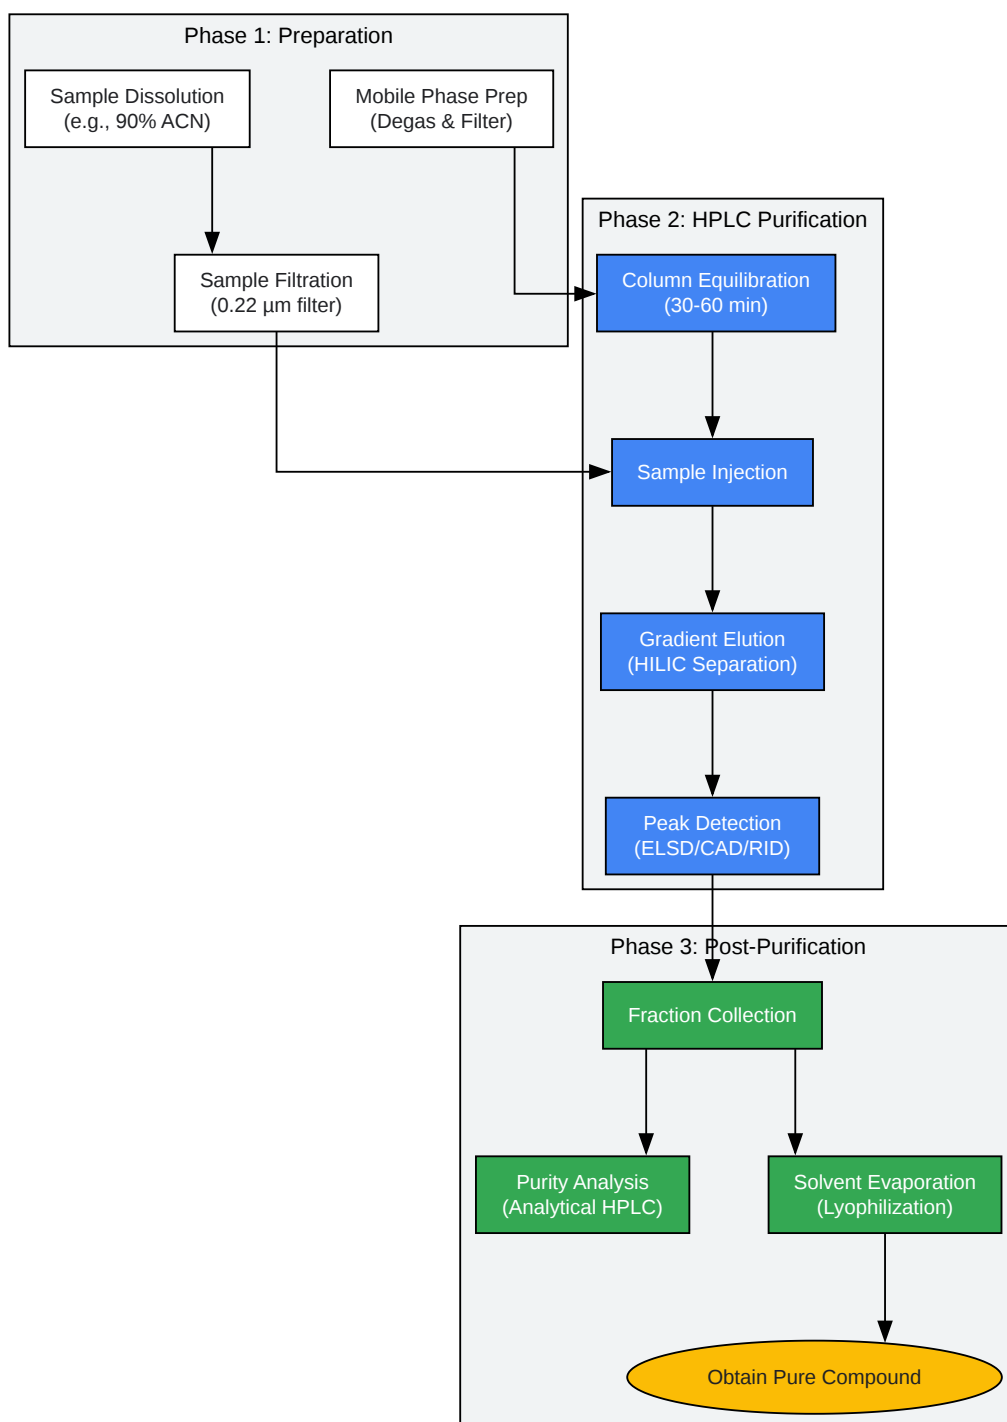 Phase 1: Preparation
Sample Dissolution
(e.g., 90% ACN)
Mobile Phase Prep
(Degas & Filter)
Sample Filtration
(0.22 µm filter)
Phase 2: HPLC Purification
Column Equilibration
(30-60 min)
Sample Injection
Gradient Elution
(HILIC Separation)
Peak Detection
(ELSD/CAD/RID)
Phase 3: Post-Purification
Fraction Collection
Purity Analysis
(Analytical HPLC)
Solvent Evaporation
(Lyophilization)
Obtain Pure Compound